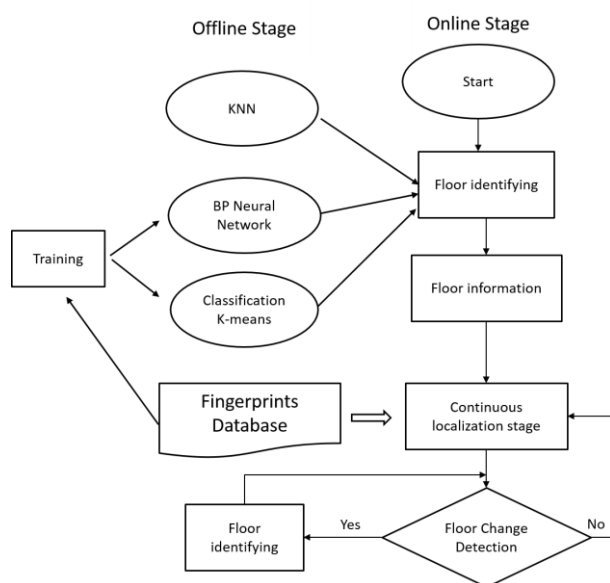 Offline Stage
Online Stage
KNN
Start
BP Neural
Network
Floor identifying
Training
Classification
K-means
Floor information
Fingerprints
Database
Continuous
localization stage
Floor
identifying
Yes
Floor Change
Detection
No